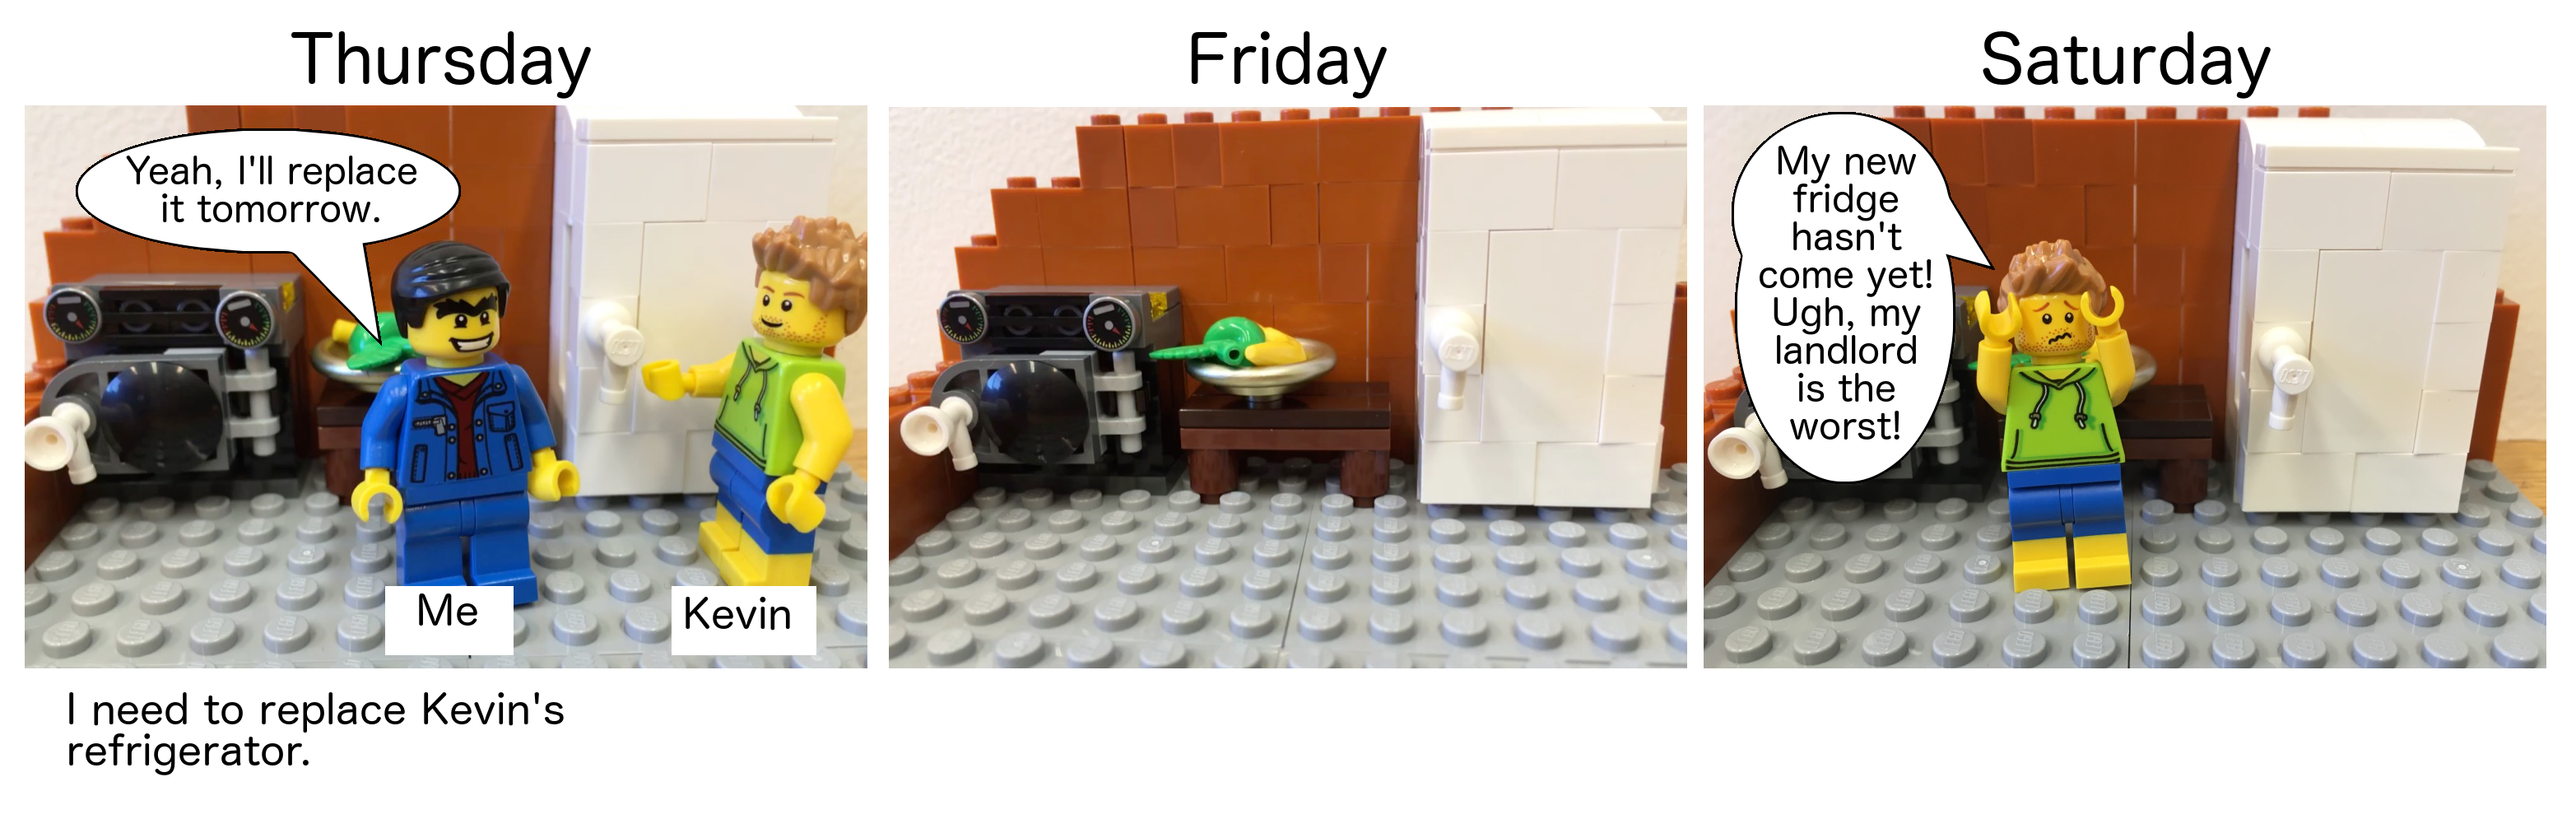 Thursday
Friday
Saturday
Yeah, I'll replace
it tomorrow.
Me
Kevin
My new
fridge
hasn't
come yet!
Ugh, my
landlord
is the
worst!
I need to replace Kevin's
refrigerator.